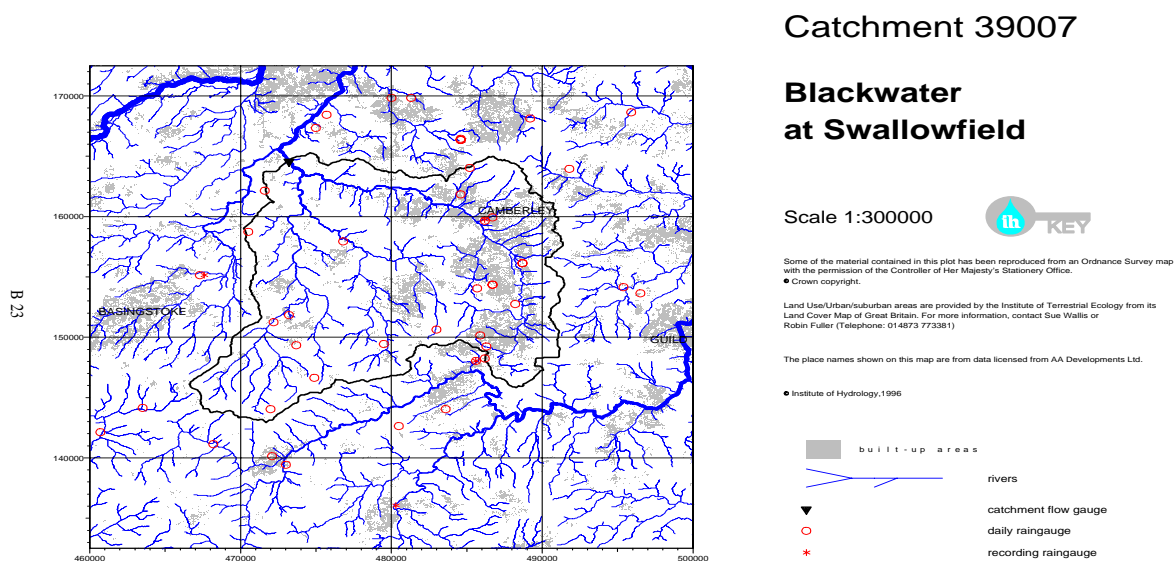 Catchment 39007
Blackwater
at Swallowfield
Scale 1:300000
ih KEY
Some of the material contained in this plot has been reproduced from an Ordnance Survey map
with the permission of the Controller of Her Majesty's Stationery Office.
© Crown copyright.
Land Use/Urban/suburban areas are provided by the Institute of Terrestrial Ecology from its
Land Cover Map of Great Britain. For more information, contact Sue Wallis or
Robin Fuller (Telephone: 014873 773381)
The place names shown on this map are from data licensed from AA Developments Ltd.
© Institute of Hydrology,1996
built-up areas
rivers
catchment flow gauge
daily raingauge
recording raingauge
170000
160000
150000
140000
460000 470000 480000 490000 500000
CAMBERLEY
BASINGSTOKE
GUILD
B 23